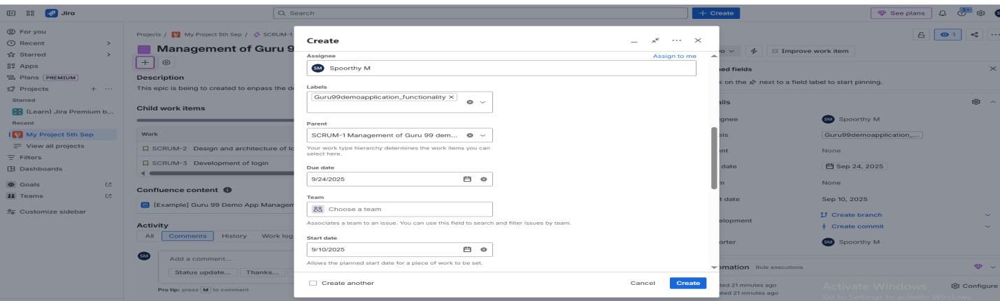 Jira
Search
+ Create
See plans
3+
For you
Recent
Starred
Apps
Plans PREMIUM
Projects
Starred
(Learn) Jira Premium b...
Recent
My Project 5th Sep
View all projects
Filters
Dashboards
Goals
Teams
Customize sidebar
Projects / My Project 5th Sep / SCRUM-1
Management of Guru 9
Description
This epic is being to created to enpass the de
Child work items
Work
SCRUM-2 Design and architecture of lo
SCRUM-3 Development of login
Confluence content
[Example] Guru 99 Demo App Managem
Activity
All Comments History Work log
SM
Add a comment...
Status update... Thanks...
Pro tip: press M to comment
Create
Assignee
Assign to me
SM Spoorthy M
Labels
Guru99demoapplication_functionality ×
Parent
SCRUM-1 Management of Guru 99 dem...
Your work type hierarchy determines the work items you can
select here.
Due date
9/24/2025
Team
Choose a team
Associates a team to an issue. You can use this field to search and filter issues by team.
Start date
9/10/2025
Allows the planned start date for a piece of work to be set.
Create another
Cancel
Create
1
Improve work item
ed fields
on the next to a field label to start pinning.
ils
gnee SM Spoorthy M
els Guru99demoapplication_...
nt None
date Sep 24, 2025
None
t date Sep 10, 2025
elopment Create branch
Create commit
orter SM Spoorthy M
omation Rule executions
ted 21 minutes ago
ated 21 minutes ago
Configure
Activate Windows
Go to Settings to activate Windows.